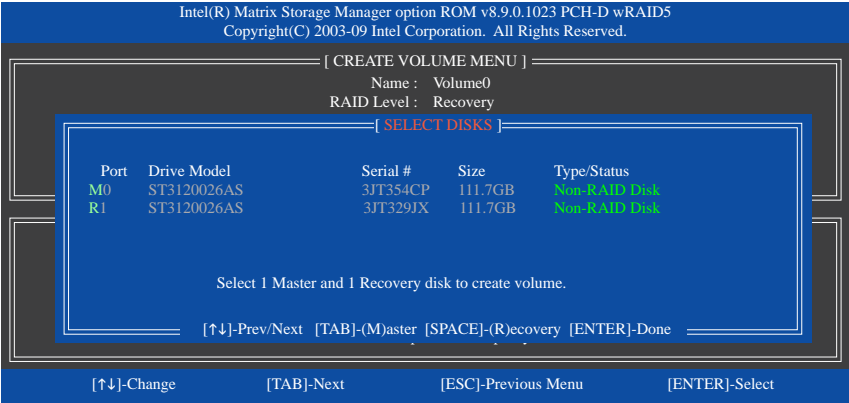 Intel(R) Matrix Storage Manager option ROM v8.9.0.1023 PCH-D wRAID5
Copyright(C) 2003-09 Intel Corporation.  All Rights Reserved.
[ CREATE VOLUME MENU ]
Name :   Volume0
RAID Level :   Recovery
[ SELECT DISKS ]
Port   Drive Model   Serial #   Size   Type/Status
M0   ST3120026AS   3JT354CP   111.7GB   Non-RAID Disk
R1   ST3120026AS   3JT329JX   111.7GB   Non-RAID Disk
Select 1 Master and 1 Recovery disk to create volume.
[↑↓]-Prev/Next   [TAB]-(M)aster  [SPACE]-(R)ecovery  [ENTER]-Done
[↑↓]-Change   [TAB]-Next   [ESC]-Previous Menu   [ENTER]-Select